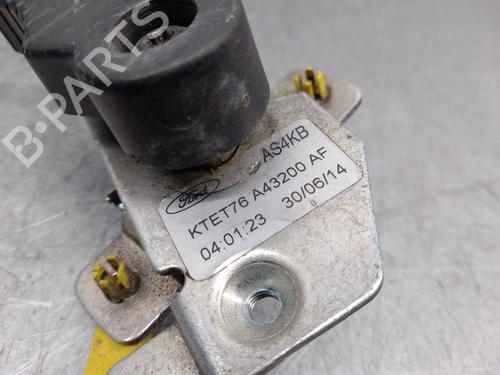 AS4KB
Ford
KTET76 A43200 AF
04:01:23 30/06/14
B-PARTS